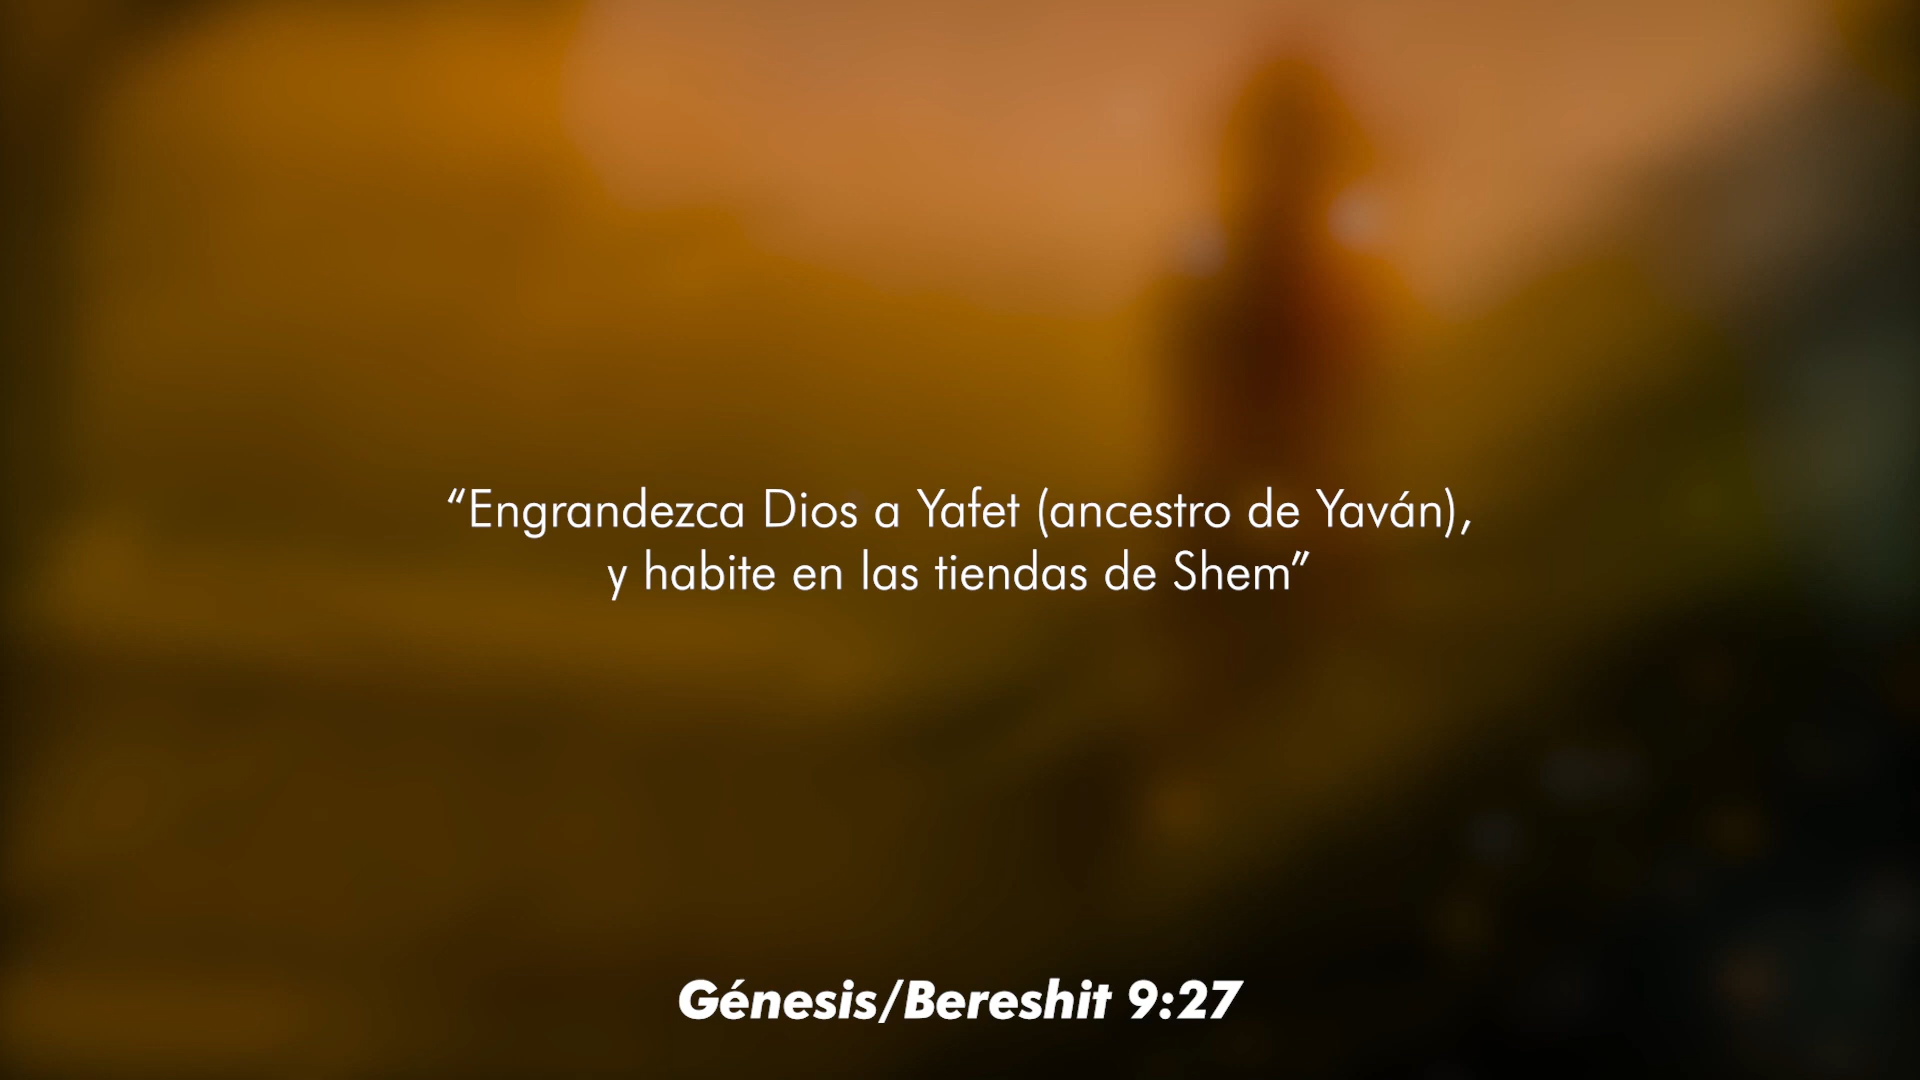 “Engrandezca Dios a Yafet (ancestro de Yaván),
y habite en las tiendas de Shem”
Génesis/Bereshit 9:27